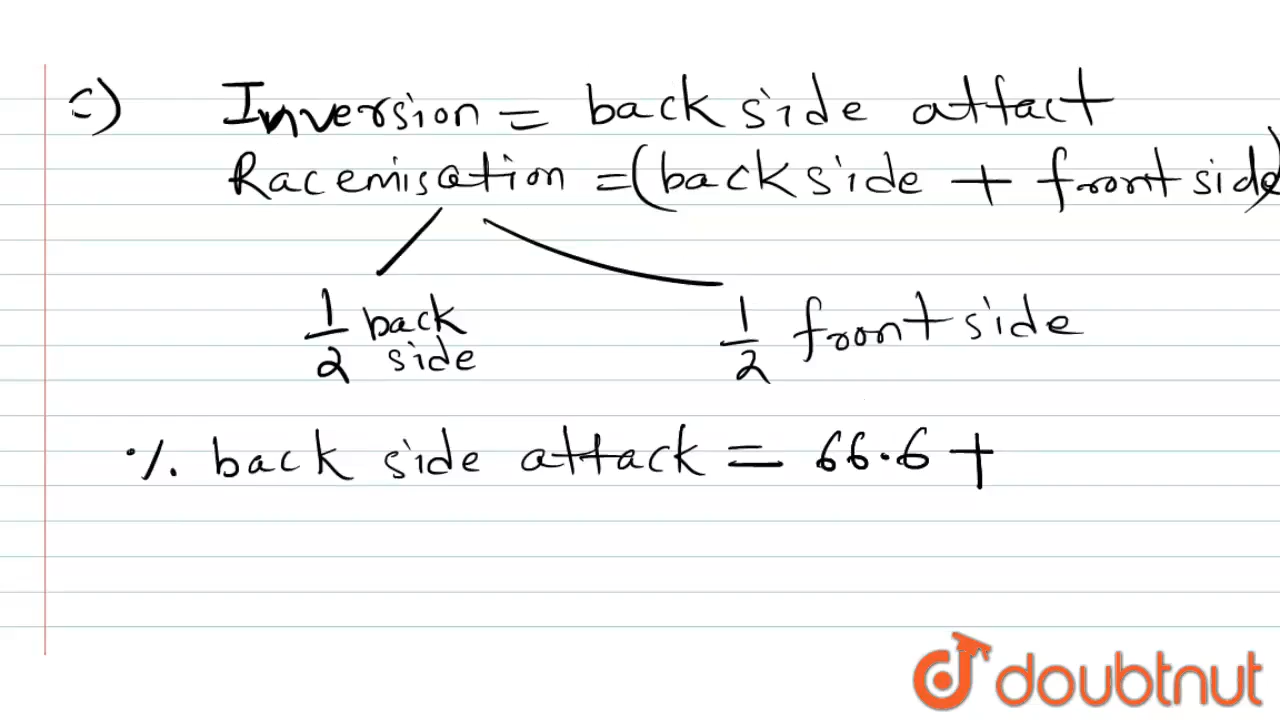 c) Inversion = back side attact
Racemisation = (back side + front side)
1/2 back side
1/2 front side
% back side attack = 66.6 +
doubtnut